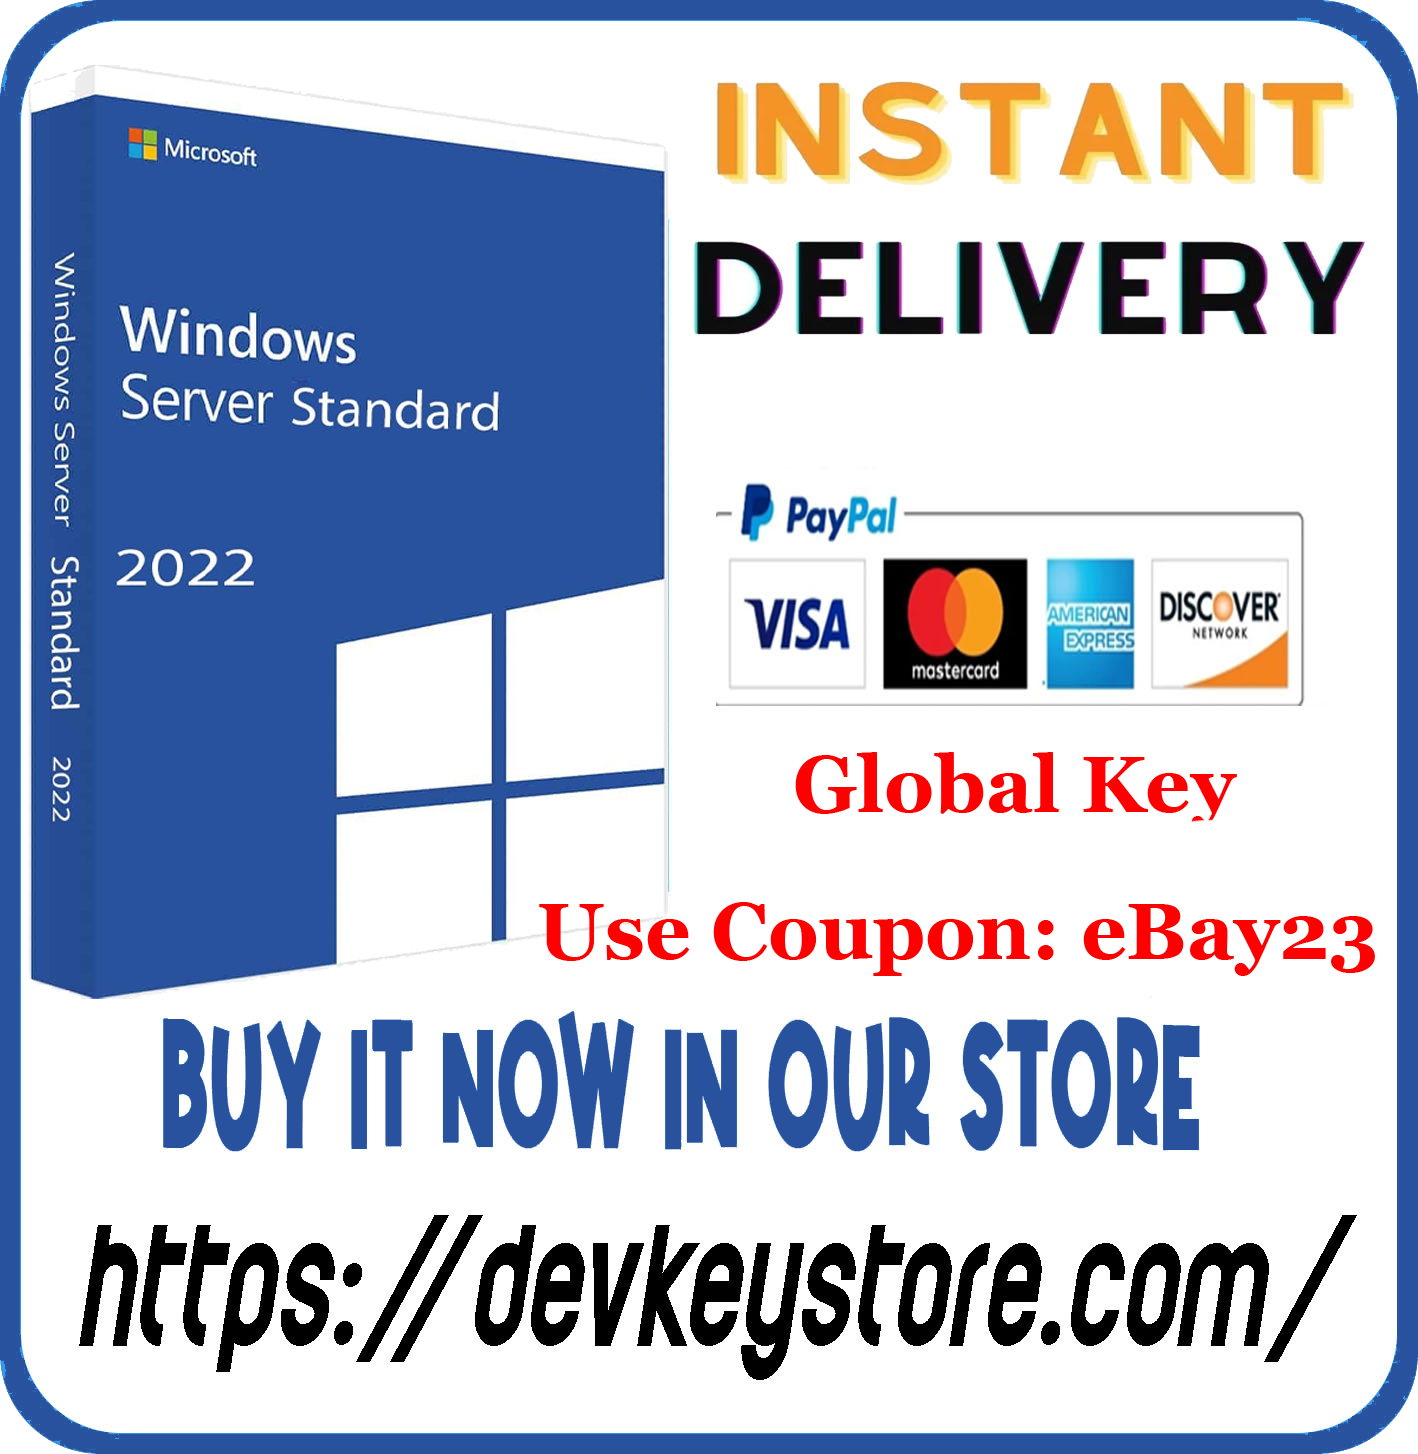 Microsoft
Windows
Server Standard
2022
Windows Server Standard 2022
INSTANT
DELIVERY
PayPal
VISA
mastercard
AMERICAN
EXPRESS
DISCOVER
NETWORK
Global Key
Use Coupon: eBay23
BUY IT NOW IN OUR STORE
https://devkeystore.com/